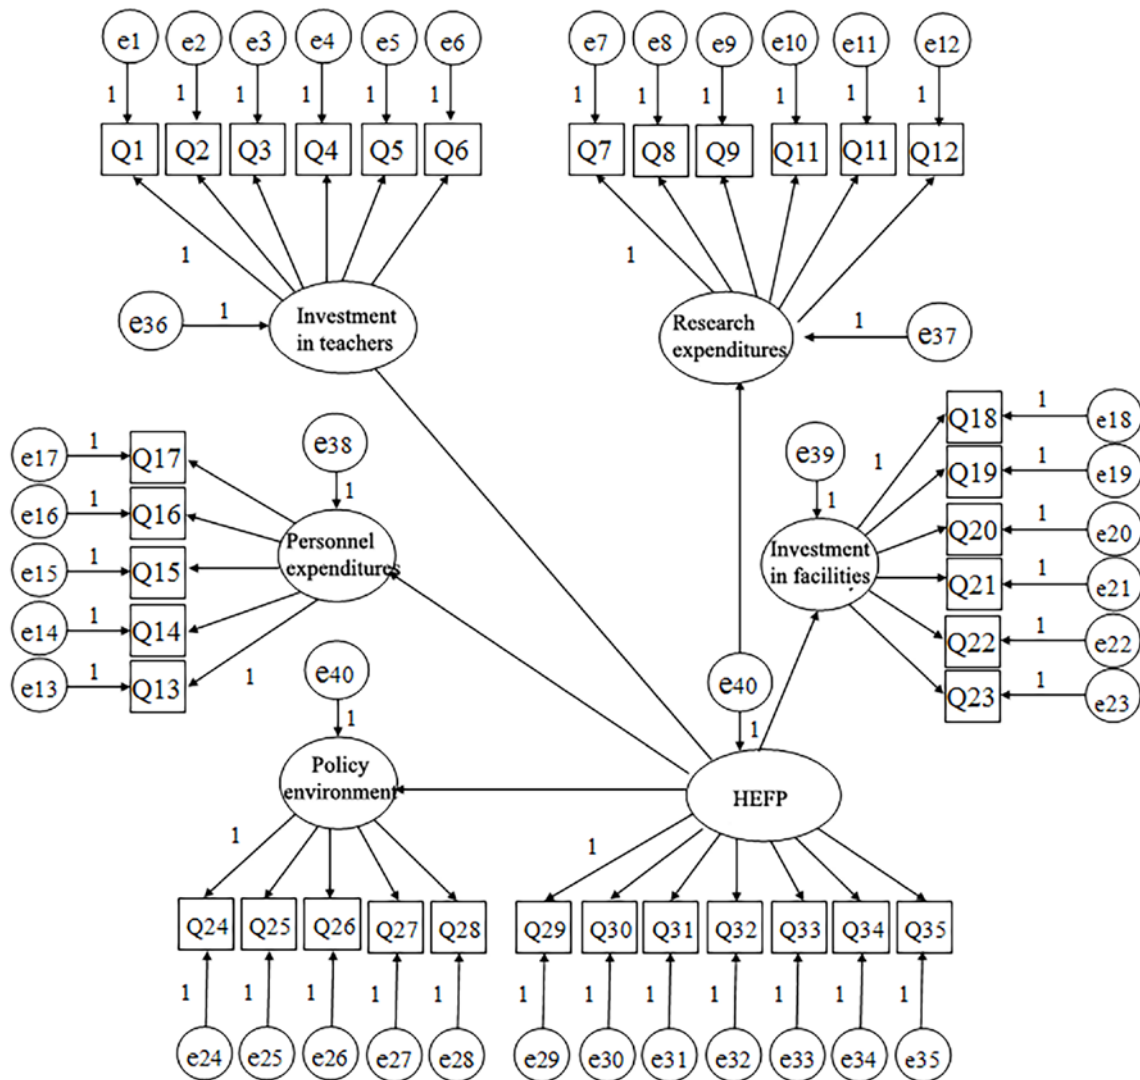 e1 e2 e3 e4 e5 e6 e7 e8 e9 e10 e11 e12
1 1 1 1 1 1 1 1 1 1 1 1
Q1 Q2 Q3 Q4 Q5 Q6 Q7 Q8 Q9 Q11 Q11 Q12
1 1
e36 1 Investment
in teachers
Research
expenditures
1 e37
e17 1 Q17
e16 1 Q16
e15 1 Q15
e14 1 Q14
e13 1 Q13
e38
1
Personnel
expenditures
1
e39
1
1
Investment
in facilities
Q18 1 e18
Q19 1 e19
Q20 1 e20
Q21 1 e21
Q22 1 e22
Q23 1 e23
e40
1
Policy
environment
e40
1
HEFP
1 1
Q24 Q25 Q26 Q27 Q28 Q29 Q30 Q31 Q32 Q33 Q34 Q35
1 1 1 1 1 1 1 1 1 1 1 1
e24 e25 e26 e27 e28 e29 e30 e31 e32 e33 e34 e35